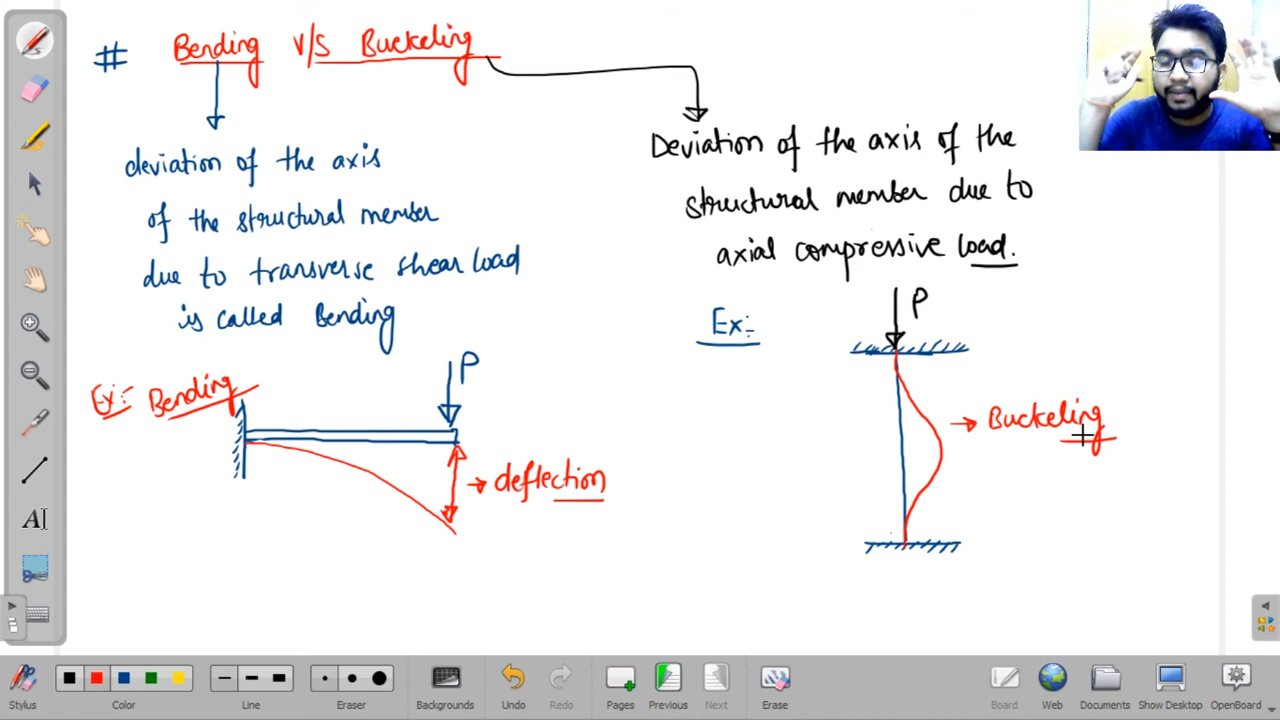 # Bending V/S Buckeling
deviation of the axis
of the structural member
due to transverse shear load
is called Bending
Ex:- Bending
P
→ deflection
Deviation of the axis of the
structural member due to
axial compressive load.
Ex:-
P
→ Buckeling
Stylus
Color
Line
Eraser
Backgrounds
Undo
Redo
Pages
Previous
Next
Erase
Board
Web
Documents
Show Desktop
OpenBoard